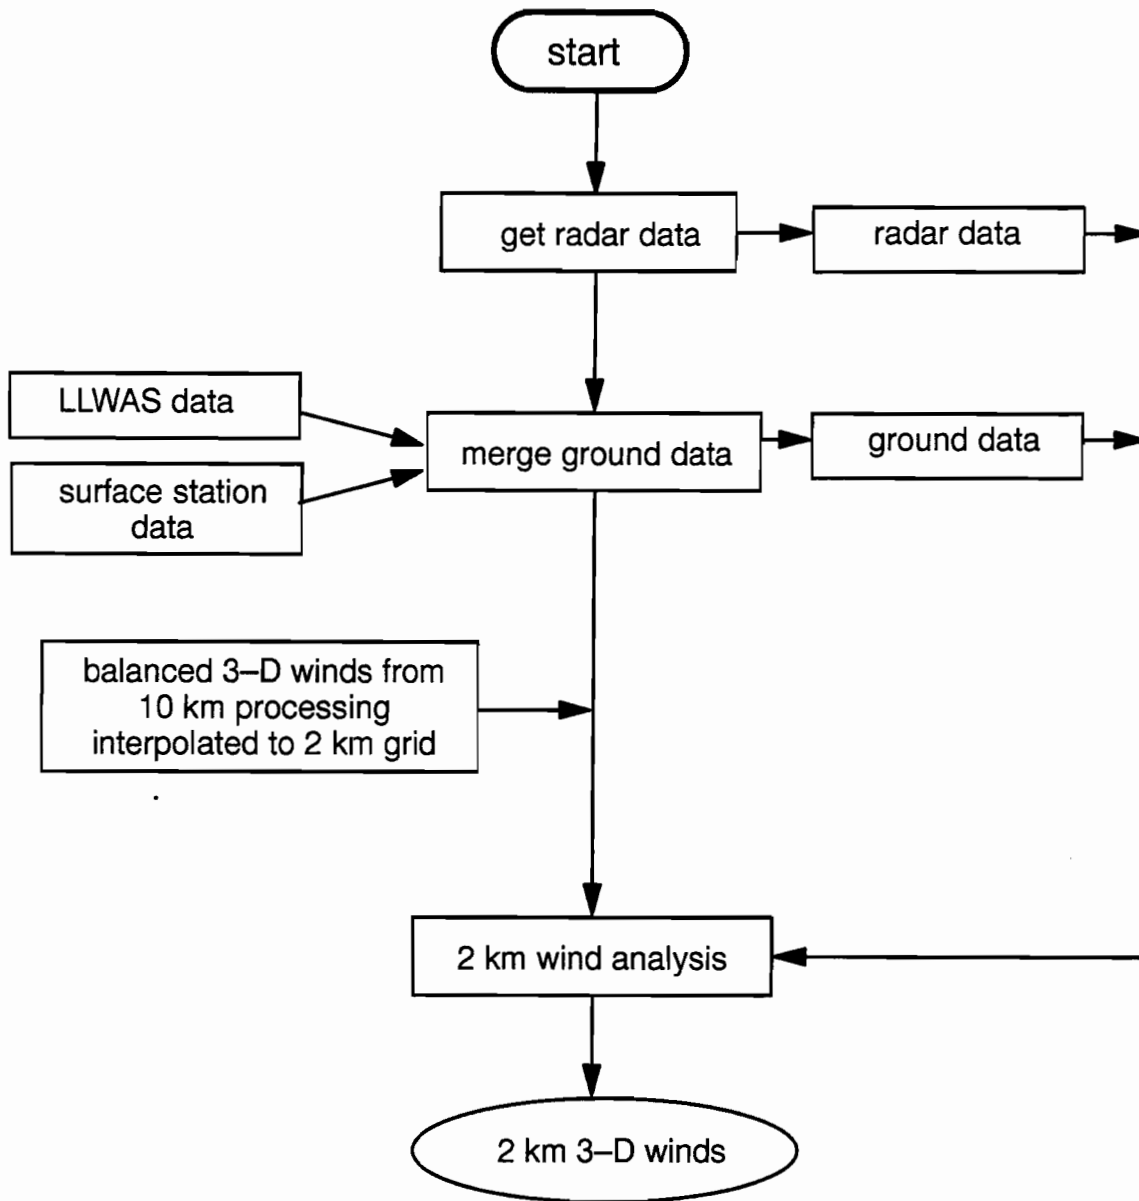 start
get radar data
radar data
LLWAS data
merge ground data
ground data
surface station
data
balanced 3–D winds from
10 km processing
interpolated to 2 km grid
2 km wind analysis
2 km 3–D winds